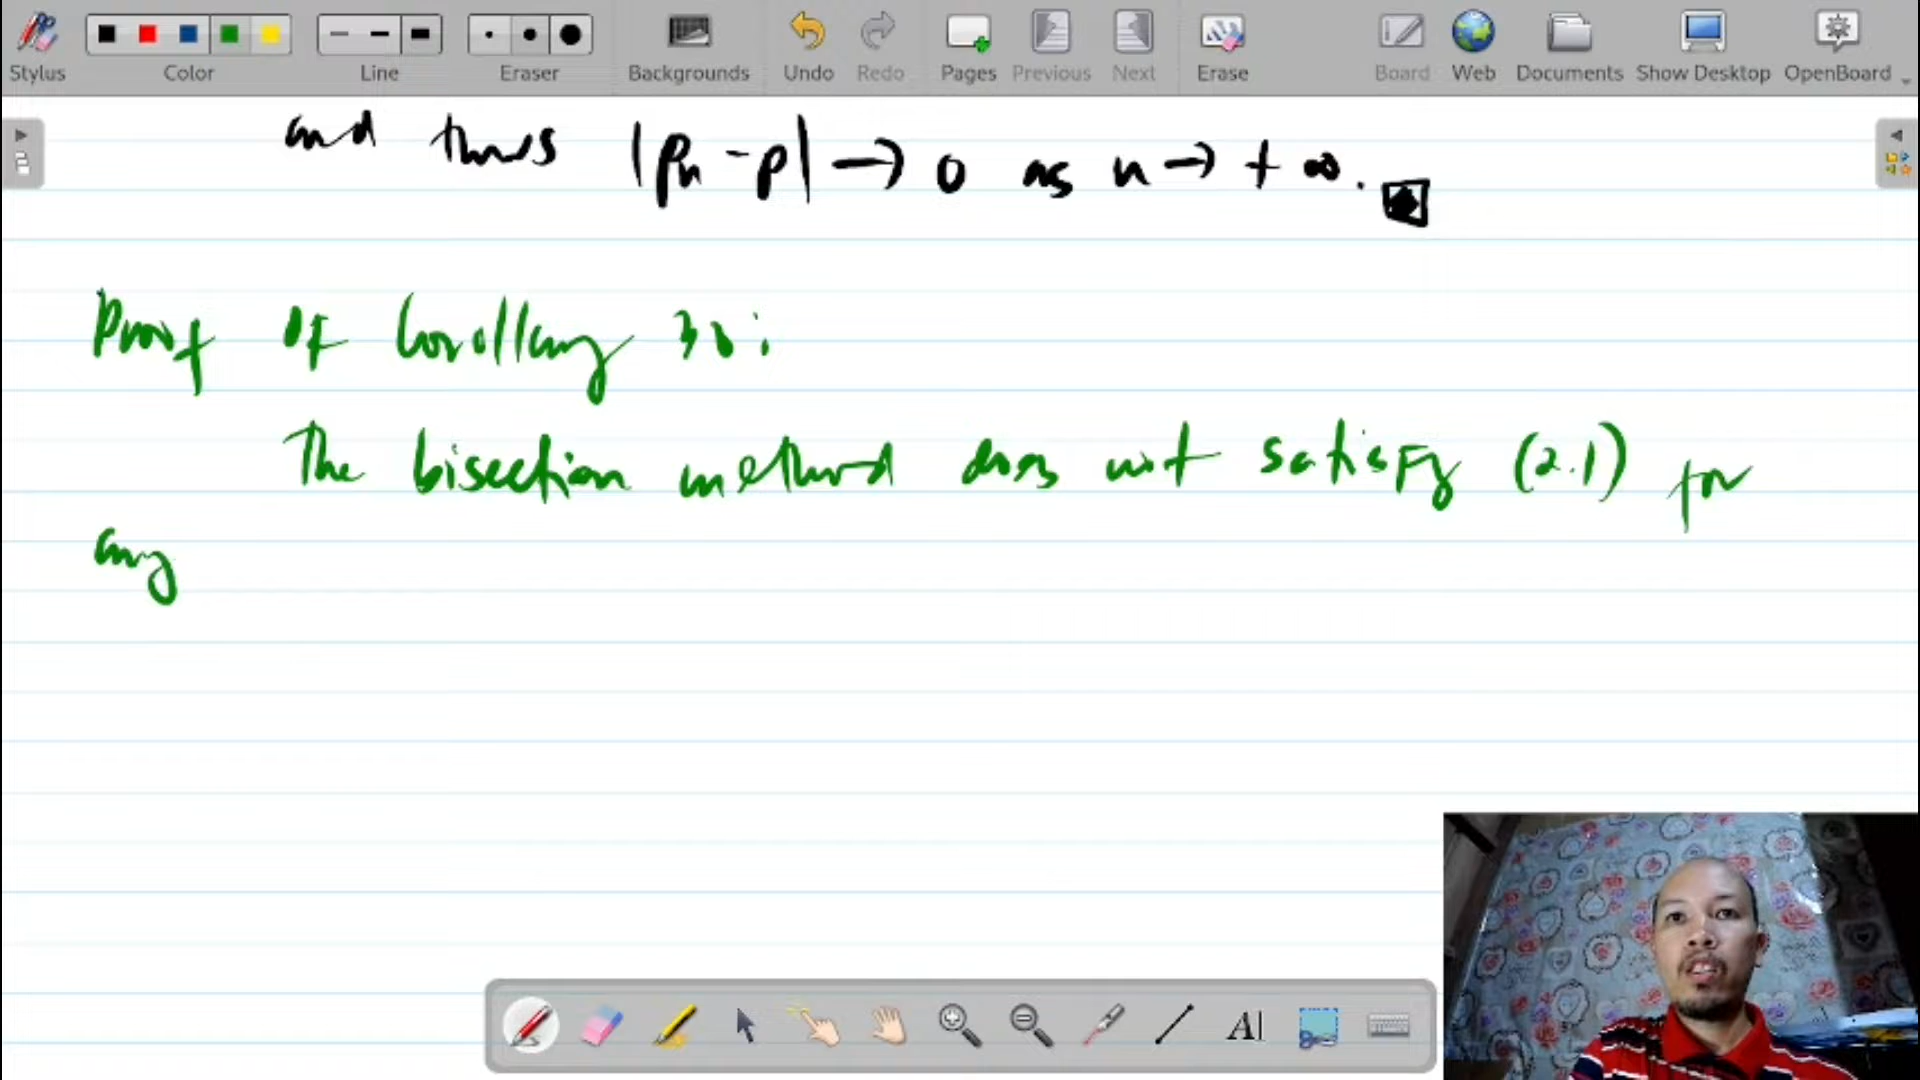 Stylus Color Line Eraser Backgrounds Undo Redo Pages Previous Next Erase Board Web Documents Show Desktop OpenBoard
and thus |pn - p| → 0 as n → + ∞.
Proof of Corollary :
The bisection method does not satisfy (2.1) for
any